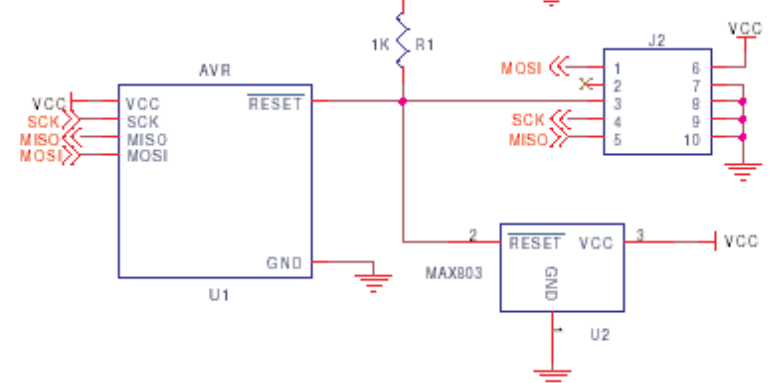 1K R1
VCC
J2
AVR
MOSI 1 6
2 7
VCC VCC RESET 3 8
SCK SCK SCK 4 9
MISO MISO MISO 5 10
MOSI MOSI
2 RESET VCC 3 VCC
GND
MAX803 GND
U1
1
U2